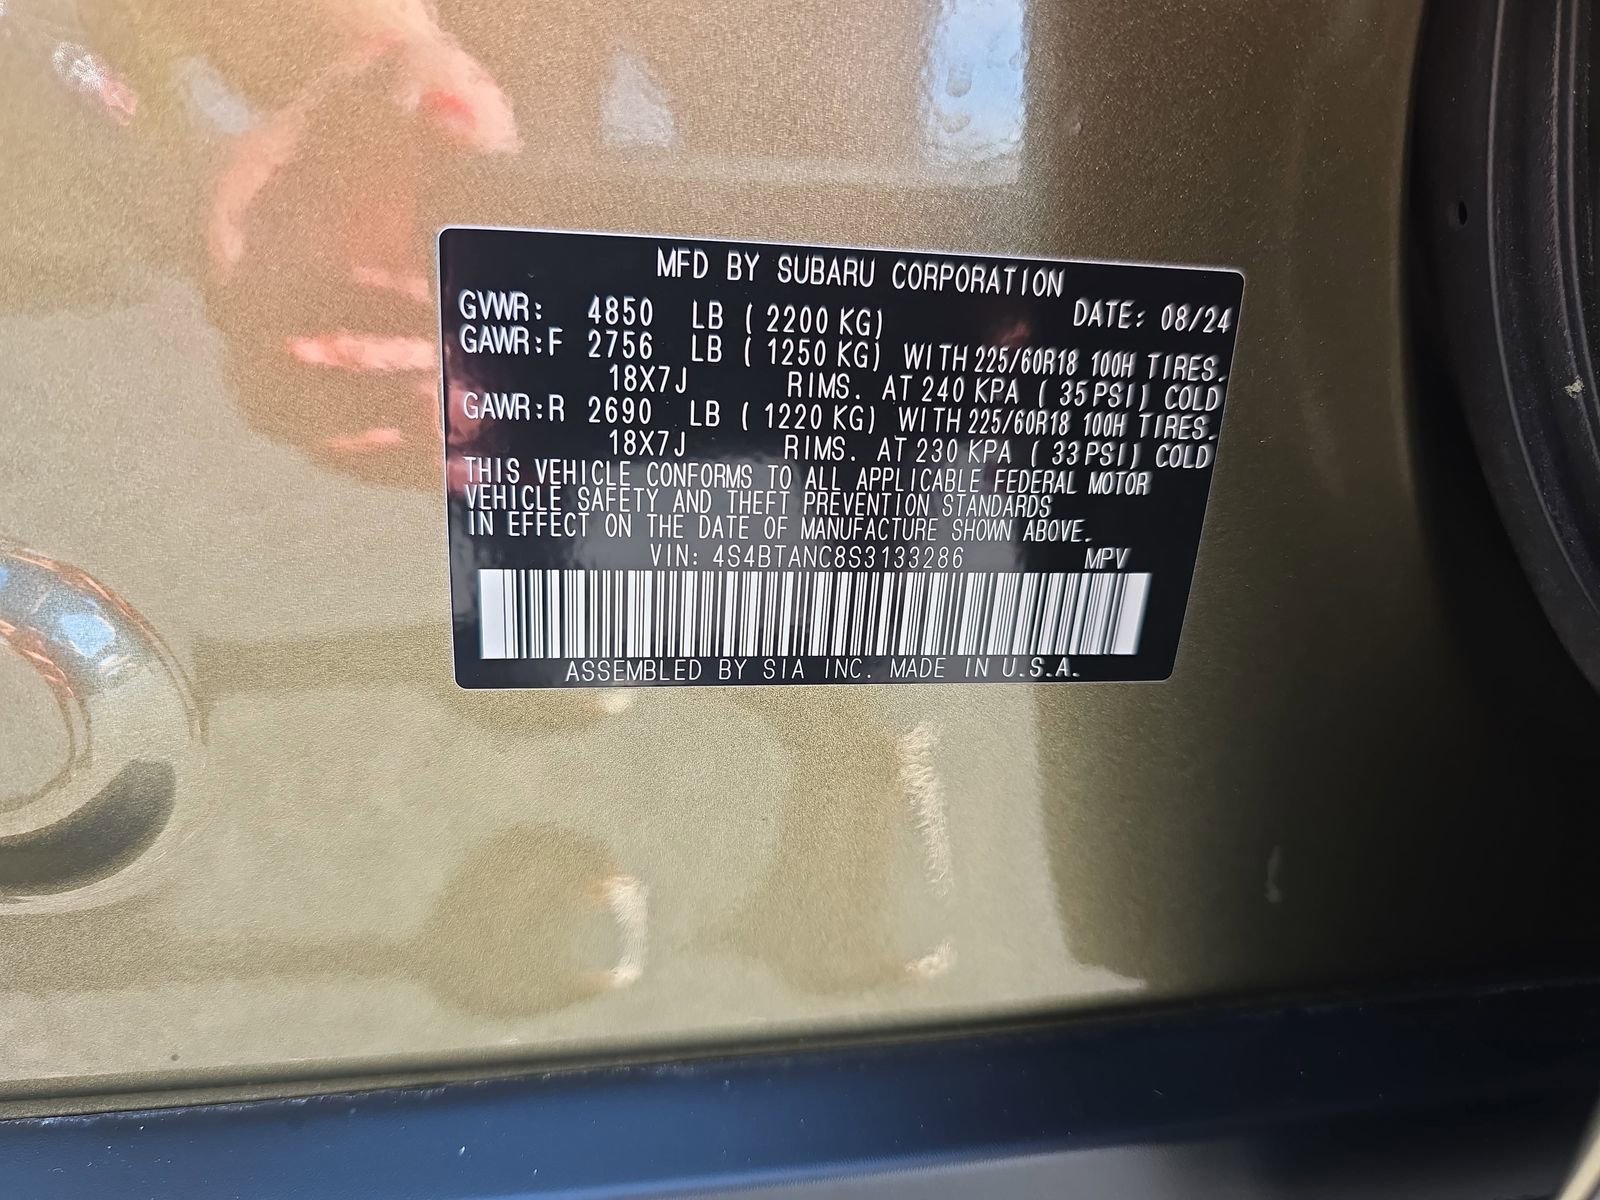 MFD BY SUBARU CORPORATION
GVWR: 4850 LB ( 2200 KG) DATE: 08/24
GAWR:F 2756 LB ( 1250 KG) WITH 225/60R18 100H TIRES.
18X7J RIMS. AT 240 KPA ( 35 PSI) COLD
GAWR:R 2690 LB ( 1220 KG) WITH 225/60R18 100H TIRES.
18X7J RIMS. AT 230 KPA ( 33 PSI) COLD
THIS VEHICLE CONFORMS TO ALL APPLICABLE FEDERAL MOTOR
VEHICLE SAFETY AND THEFT PREVENTION STANDARDS
IN EFFECT ON THE DATE OF MANUFACTURE SHOWN ABOVE.
VIN: 4S4BTANC8S3133286 MPV
ASSEMBLED BY SIA INC. MADE IN U.S.A.